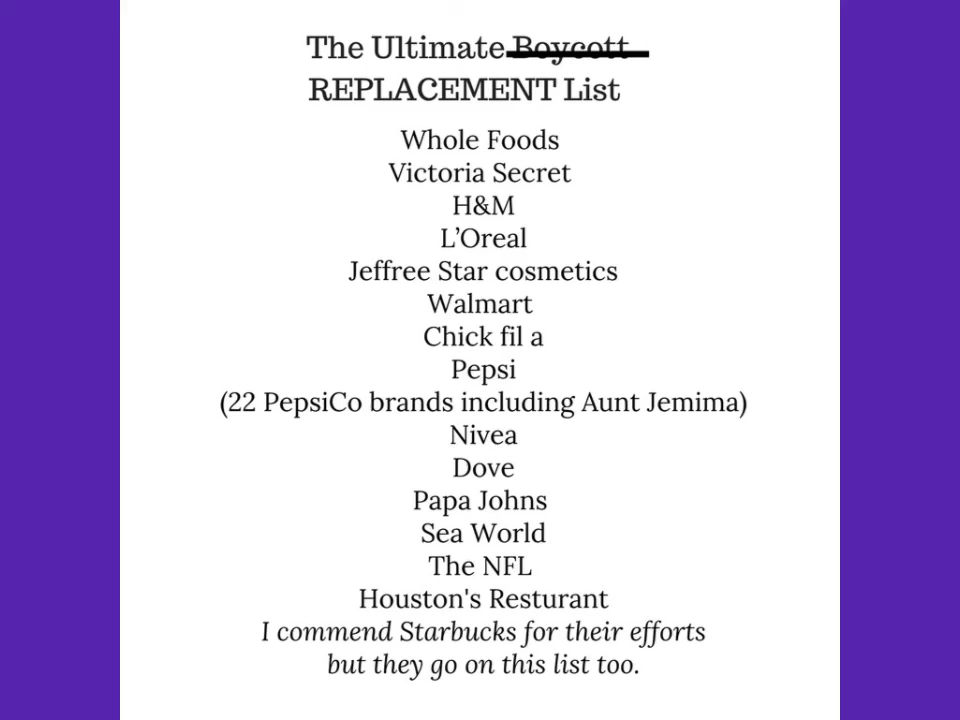 The Ultimate Boycott
REPLACEMENT List
Whole Foods
Victoria Secret
H&M
L’Oreal
Jeffree Star cosmetics
Walmart
Chick fil a
Pepsi
(22 PepsiCo brands including Aunt Jemima)
Nivea
Dove
Papa Johns
Sea World
The NFL
Houston's Resturant
I commend Starbucks for their efforts
but they go on this list too.